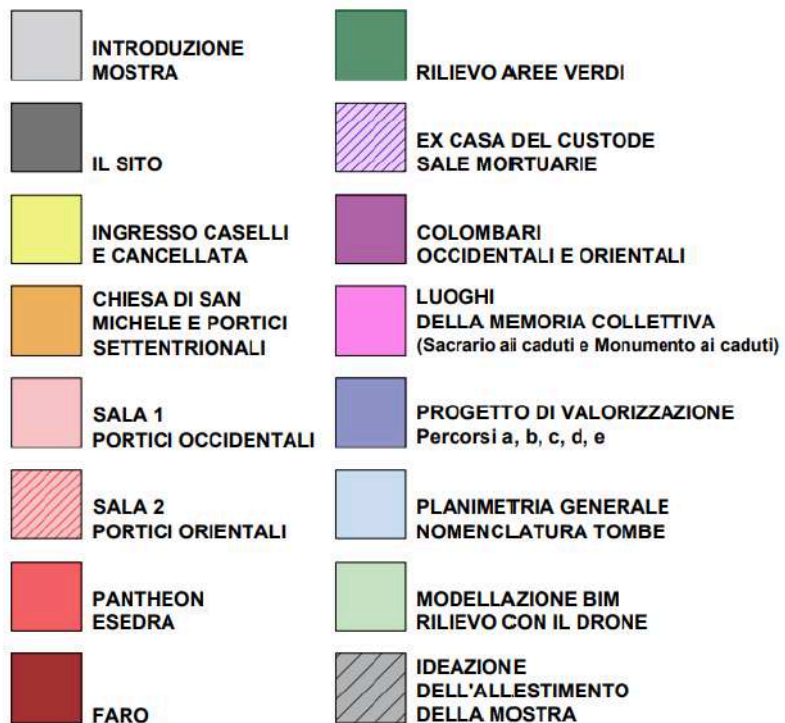 INTRODUZIONE
MOSTRA
IL SITO
INGRESSO CASELLI
E CANCELLATA
CHIESA DI SAN
MICHELE E PORTICI
SETTENTRIONALI
SALA 1
PORTICI OCCIDENTALI
SALA 2
PORTICI ORIENTALI
PANTHEON
ESEDRA
FARO
RILIEVO AREE VERDI
EX CASA DEL CUSTODE
SALE MORTUARIE
COLOMBARI
OCCIDENTALI E ORIENTALI
LUOGHI
DELLA MEMORIA COLLETTIVA
(Sacrario aii caduti e Monumento ai caduti)
PROGETTO DI VALORIZZAZIONE
Percorsi a, b, c, d, e
PLANIMETRIA GENERALE
NOMENCLATURA TOMBE
MODELLAZIONE BIM
RILIEVO CON IL DRONE
IDEAZIONE
DELL'ALLESTIMENTO
DELLA MOSTRA